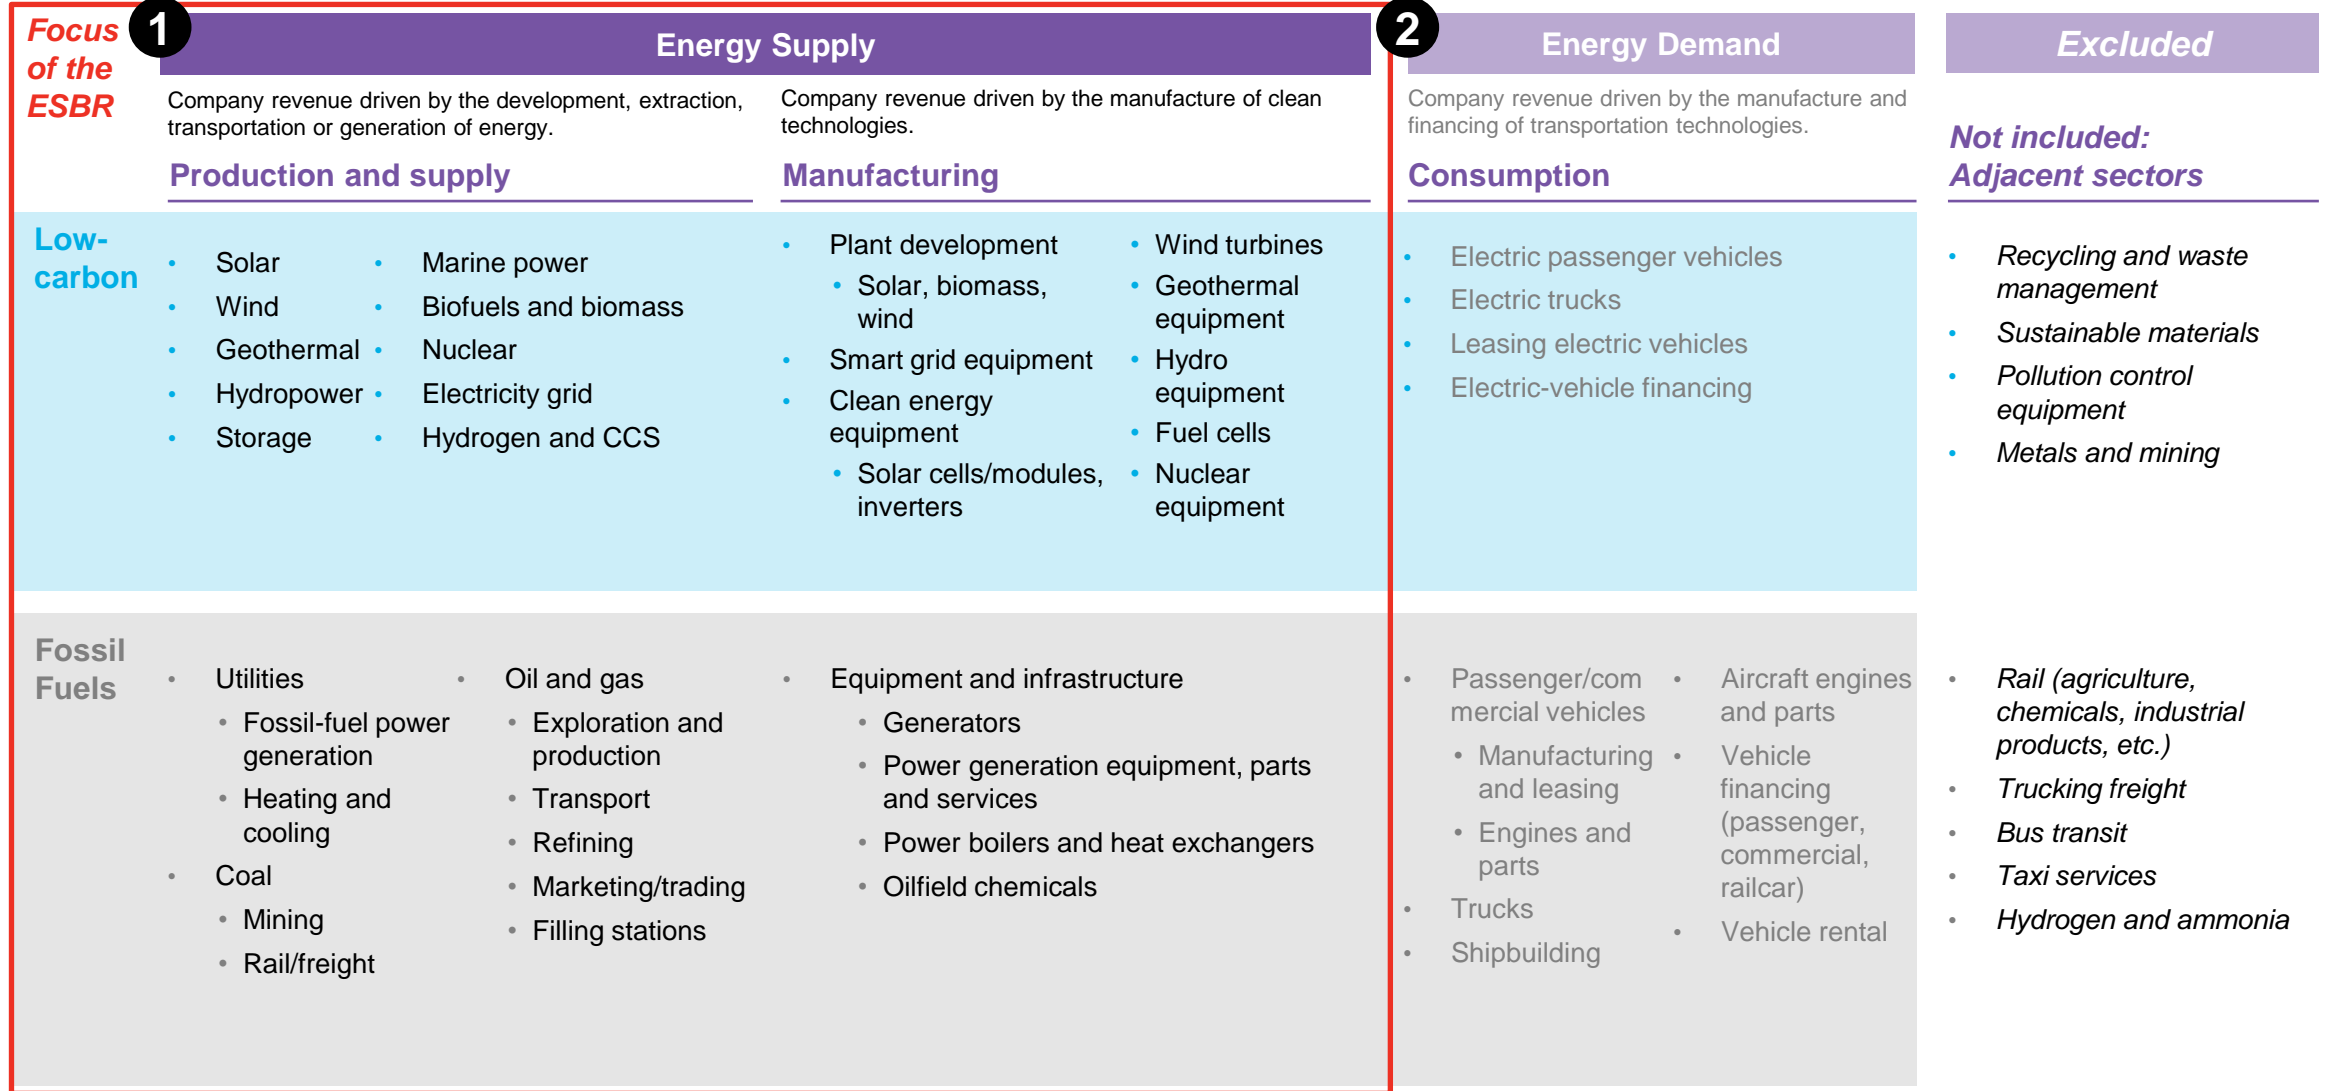 Focus
of the
ESBR
1
Energy Supply
2
Energy Demand
Excluded
Company revenue driven by the development, extraction,
transportation or generation of energy.
Company revenue driven by the manufacture of clean
technologies.
Company revenue driven by the manufacture and
financing of transportation technologies.
Not included:
Adjacent sectors
Production and supply
Manufacturing
Consumption
Low-
carbon
• Solar
• Wind
• Geothermal
• Hydropower
• Storage
• Marine power
• Biofuels and biomass
• Nuclear
• Electricity grid
• Hydrogen and CCS
• Plant development
• Solar, biomass,
wind
• Smart grid equipment
• Clean energy
equipment
• Solar cells/modules,
inverters
• Wind turbines
• Geothermal
equipment
• Hydro
equipment
• Fuel cells
• Nuclear
equipment
• Electric passenger vehicles
• Electric trucks
• Leasing electric vehicles
• Electric-vehicle financing
• Recycling and waste
management
• Sustainable materials
• Pollution control
equipment
• Metals and mining
Fossil
Fuels
• Utilities
• Fossil-fuel power
generation
• Heating and
cooling
• Coal
• Mining
• Rail/freight
• Oil and gas
• Exploration and
production
• Transport
• Refining
• Marketing/trading
• Filling stations
• Equipment and infrastructure
• Generators
• Power generation equipment, parts
and services
• Power boilers and heat exchangers
• Oilfield chemicals
• Passenger/com
mercial vehicles
• Manufacturing
and leasing
• Engines and
parts
• Trucks
• Shipbuilding
• Aircraft engines
and parts
• Vehicle
financing
(passenger,
commercial,
railcar)
• Vehicle rental
• Rail (agriculture,
chemicals, industrial
products, etc.)
• Trucking freight
• Bus transit
• Taxi services
• Hydrogen and ammonia